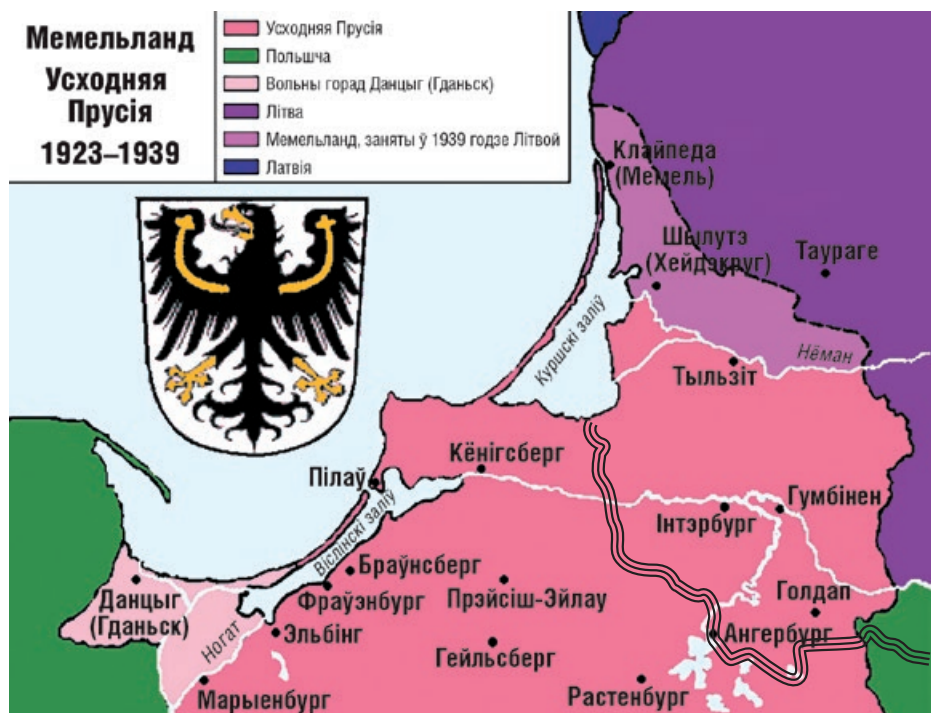 Мемельланд
Усходняя
Прусія
1923–1939
Усходняя Прусія
Польшча
Вольны горад Данцыг (Гданьск)
Літва
Мемельланд, заняты ў 1939 годзе Літвой
Латвія
Клайпеда
(Мемель)
Шылутэ
(Хейдэкруг)
Таураге
Куршскі заліў
Нёман
Тыльзіт
Пілаў
Кёнігсберг
Віслінскі заліў
Інтэрбург
Гумбінен
Данцыг
(Гданьск)
Браўнсберг
Фраўэнбург
Прэйсіш-Эйлау
Голдап
Ногат
Эльбінг
Ангербург
Гейльсберг
Марыенбург
Растенбург